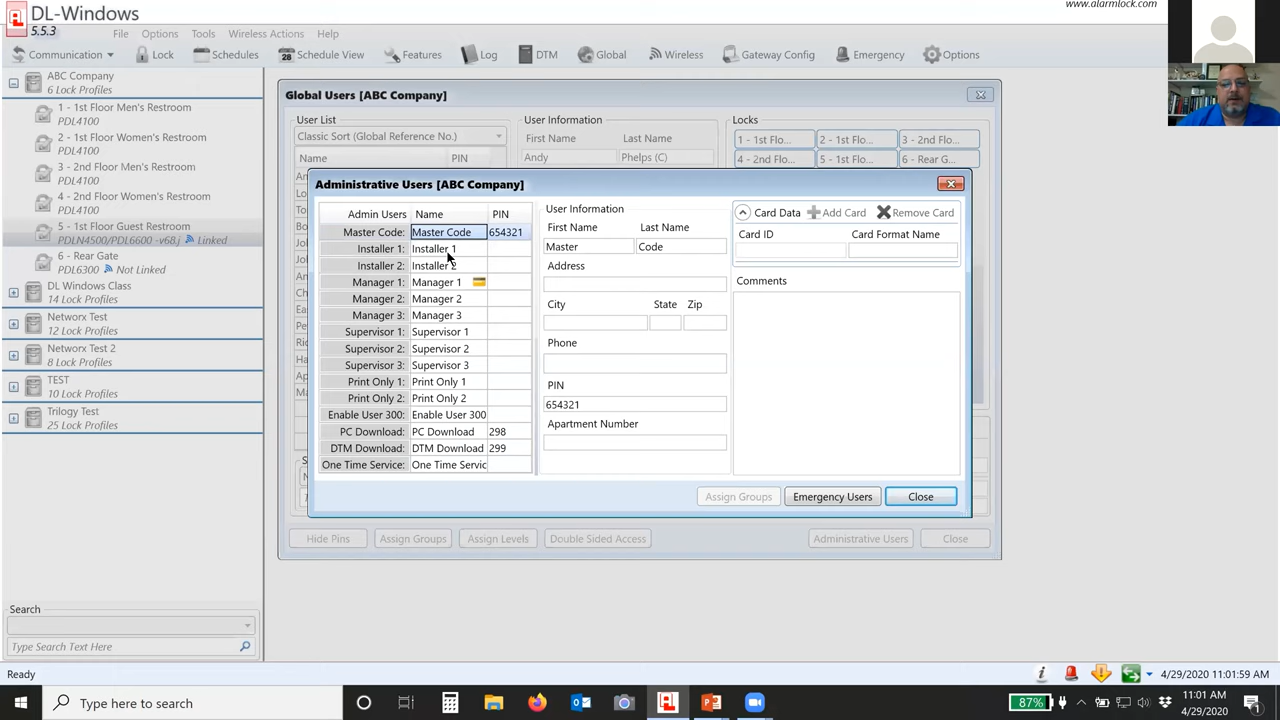 DL-Windows
www.alarmlock.com
5.5.3
File Options Tools Wireless Actions Help
Communication Lock Schedules 28 Schedule View Features Log DTM Global Wireless Gateway Config Emergency Options
ABC Company
6 Lock Profiles
1 - 1st Floor Men's Restroom
PDL4100
2 - 1st Floor Women's Restroom
PDL4100
3 - 2nd Floor Men's Restroom
PDL4100
4 - 2nd Floor Women's Restroom
PDL4100
5 - 1st Floor Guest Restroom
PDLN4500/PDL6600 -v68.j Linked
6 - Rear Gate
PDL6300 Not Linked
DL Windows Class
14 Lock Profiles
Networx Test
12 Lock Profiles
Networx Test 2
8 Lock Profiles
TEST
10 Lock Profiles
Trilogy Test
25 Lock Profiles
Search
Type Search Text Here
Global Users [ABC Company]
User List
Classic Sort (Global Reference No.)
Name PIN
User Information
First Name Last Name
Andy Phelps (C)
Locks
1 - 1st Flo... 2 - 1st Flo... 3 - 2nd Flo...
4 - 2nd Flo... 5 - 1st Flo... 6 - Rear G...
Administrative Users [ABC Company]
Admin Users Name PIN
Master Code: Master Code 654321
Installer 1: Installer 1
Installer 2: Installer 2
Manager 1: Manager 1
Manager 2: Manager 2
Manager 3: Manager 3
Supervisor 1: Supervisor 1
Supervisor 2: Supervisor 2
Supervisor 3: Supervisor 3
Print Only 1: Print Only 1
Print Only 2: Print Only 2
Enable User 300: Enable User 300
PC Download: PC Download 298
DTM Download: DTM Download 299
One Time Service: One Time Servic
User Information
First Name Last Name
Master Code
Address
City State Zip
Phone
PIN
654321
Apartment Number
Card Data Add Card Remove Card
Card ID Card Format Name
Comments
Assign Groups Emergency Users Close
Hide Pins Assign Groups Assign Levels Double Sided Access Administrative Users Close
Ready
4/29/2020 11:01:59 AM
Type here to search
87%
11:01 AM
4/29/2020
1